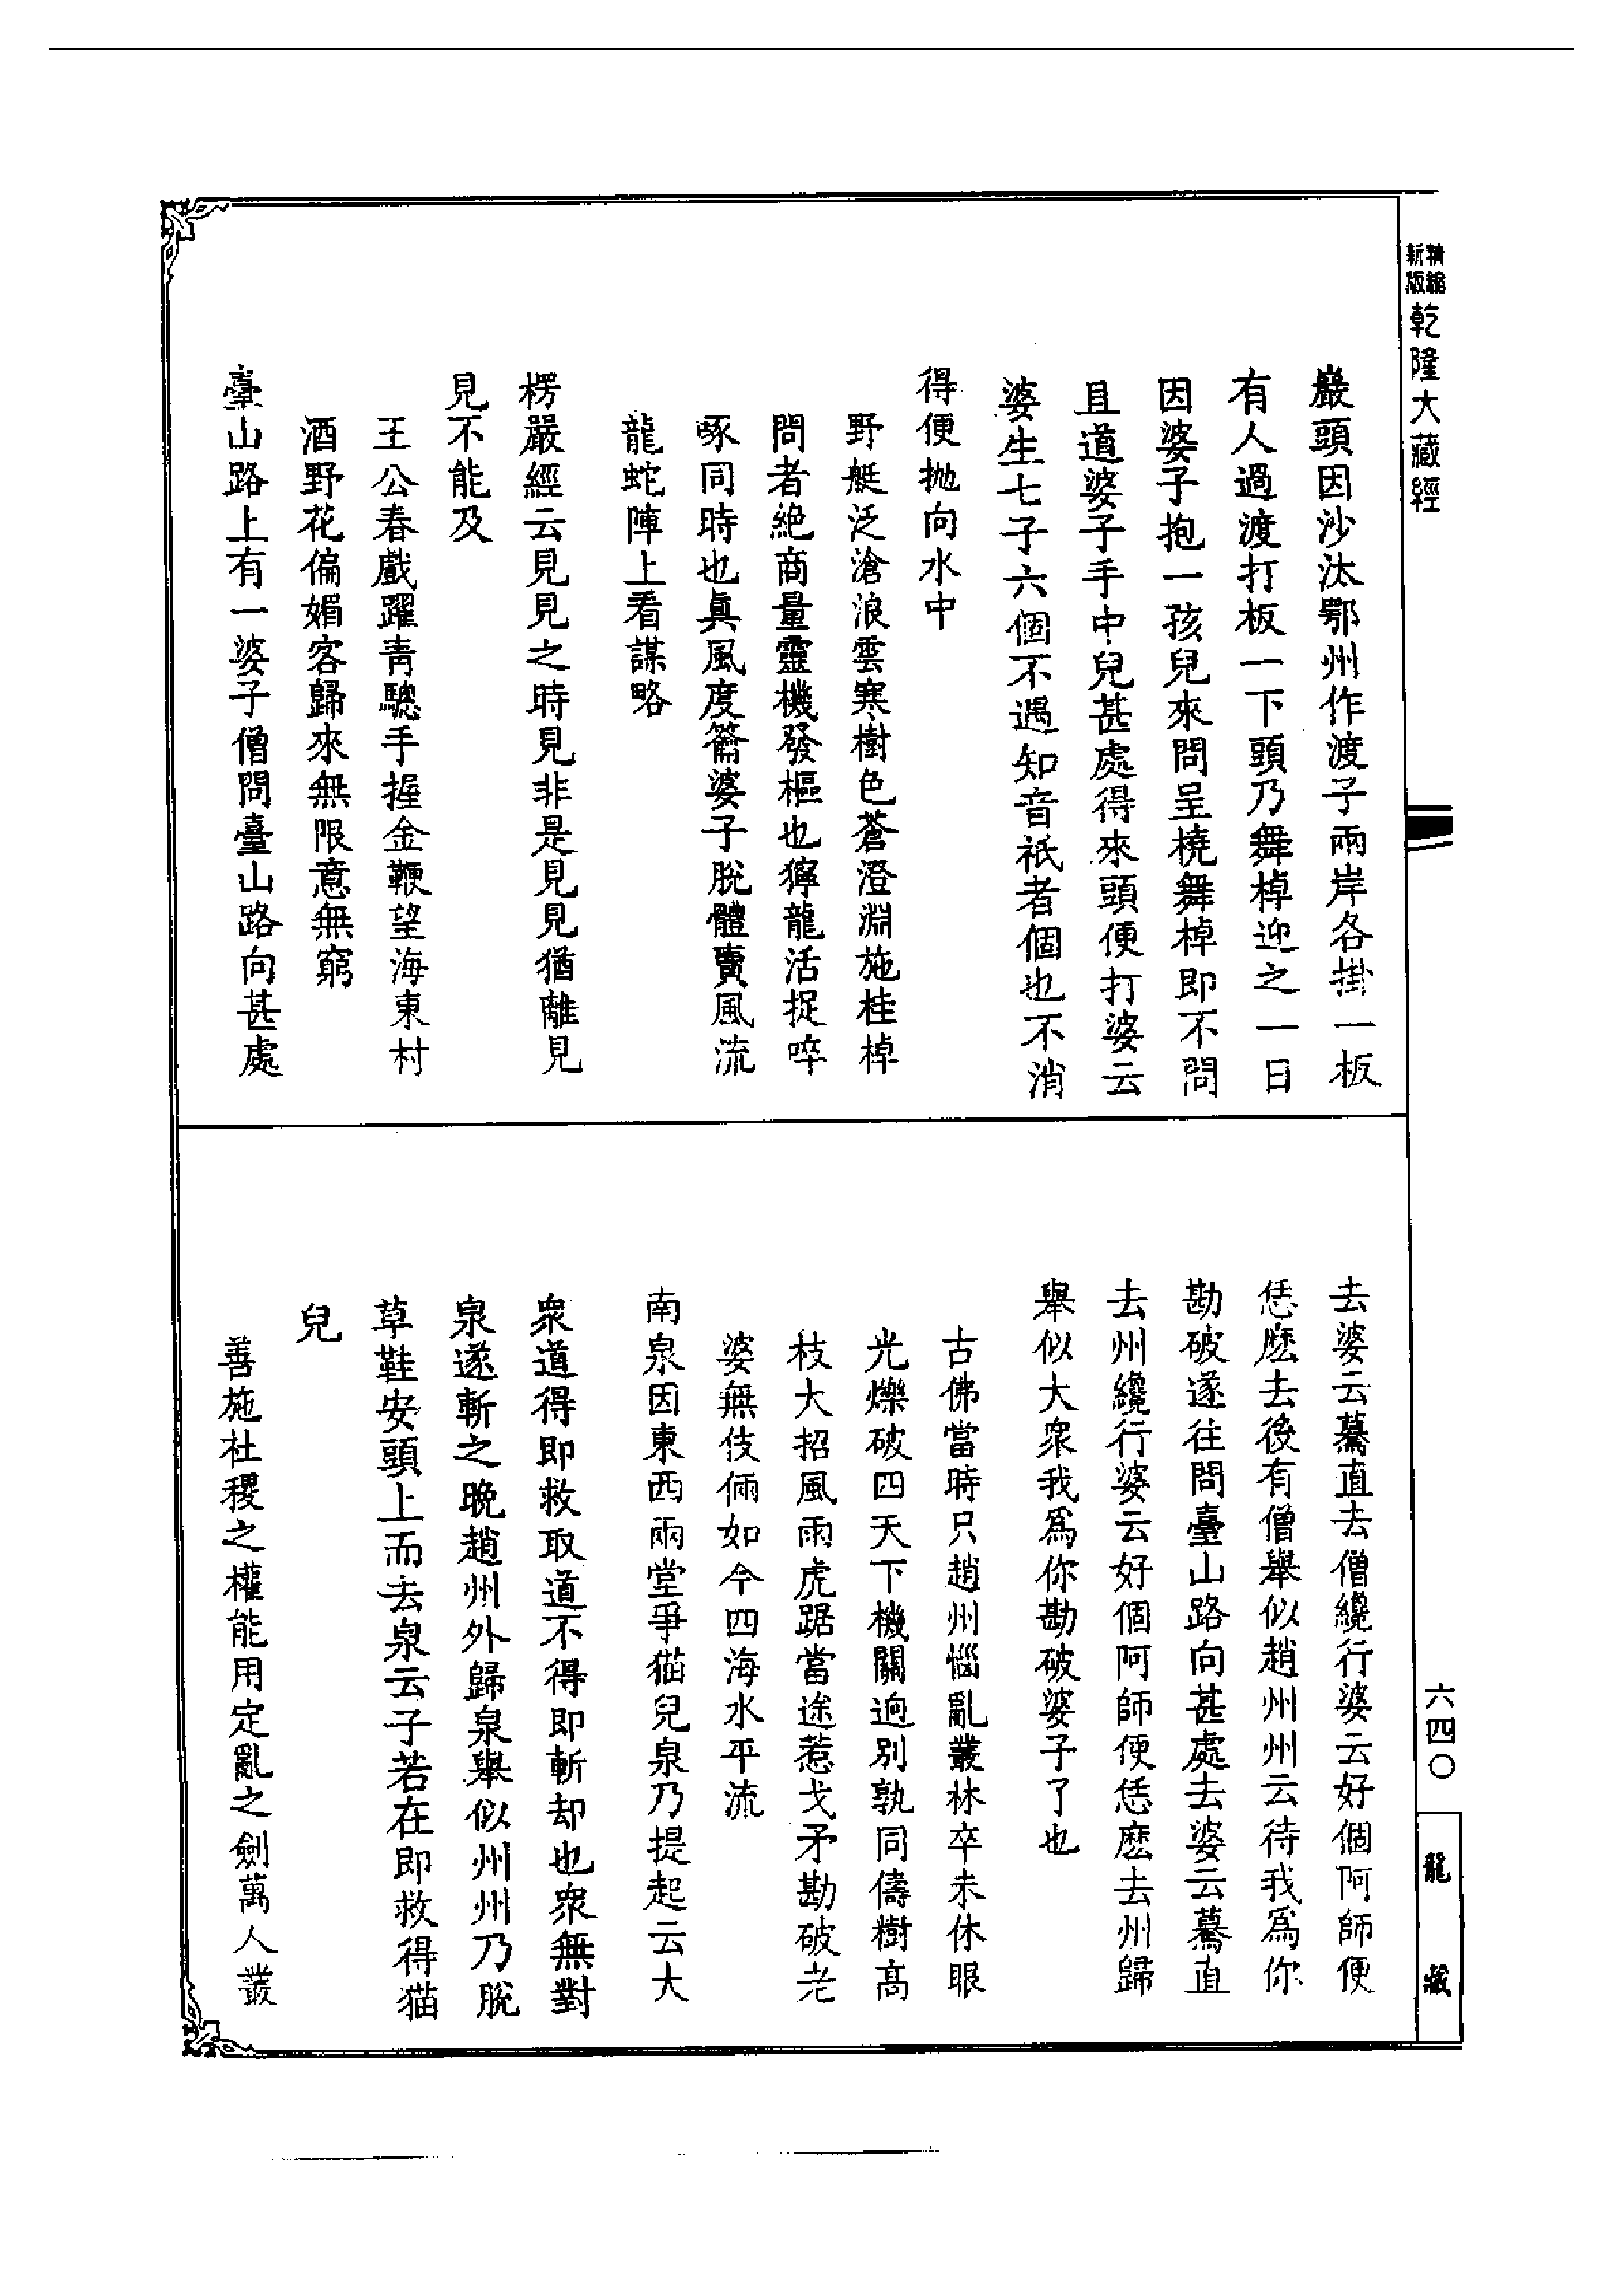 精縮
新版
乾隆大藏經
巖頭因沙汰鄂州作渡子兩岸各掛一板
有人過渡打板一下頭乃舞棹迎之一日
因婆子抱一孩兒來問呈橈舞棹即不問
且道婆子手中兒甚處得來頭便打婆云
婆生七子六個不遇知音祇者個也不消
得便拋向水中
野艇泛滄浪雲寒樹色蒼澄淵施桂棹
問者絕商量靈機發樞也獰龍活捉啐
啄同時也真風度籥婆子脫體賣風流
龍蛇陣上看謀略
楞嚴經云見見之時見非是見見猶離見
見不能及
王公春戲躍青驄手握金鞭望海東村
酒野花偏媚客歸來無限意無窮
臺山路上有一婆子僧問臺山路向甚處
去婆云驀直去僧纔行婆云好個阿師便
恁麽去後有僧舉似趙州州云待我爲你
勘破遂往問臺山路向甚處去婆云驀直
去州纔行婆云好個阿師便恁麽去州歸
舉似大衆我爲你勘破婆子了也
古佛當時只趙州惱亂叢林卒未休眼
光爍破四天下機關逈別孰同儔樹高
枝大招風雨虎踞當途惹戈矛勘破老
婆無伎倆如今四海水平流
南泉因東西兩堂爭猫兒泉乃提起云大
衆道得即救取道不得即斬却也衆無對
泉遂斬之晚趙州外歸泉舉似州州乃脫
草鞋安頭上而去泉云子若在即救得猫
兒
善施社稷之權能用定亂之劍萬人叢
六四〇
龍藏